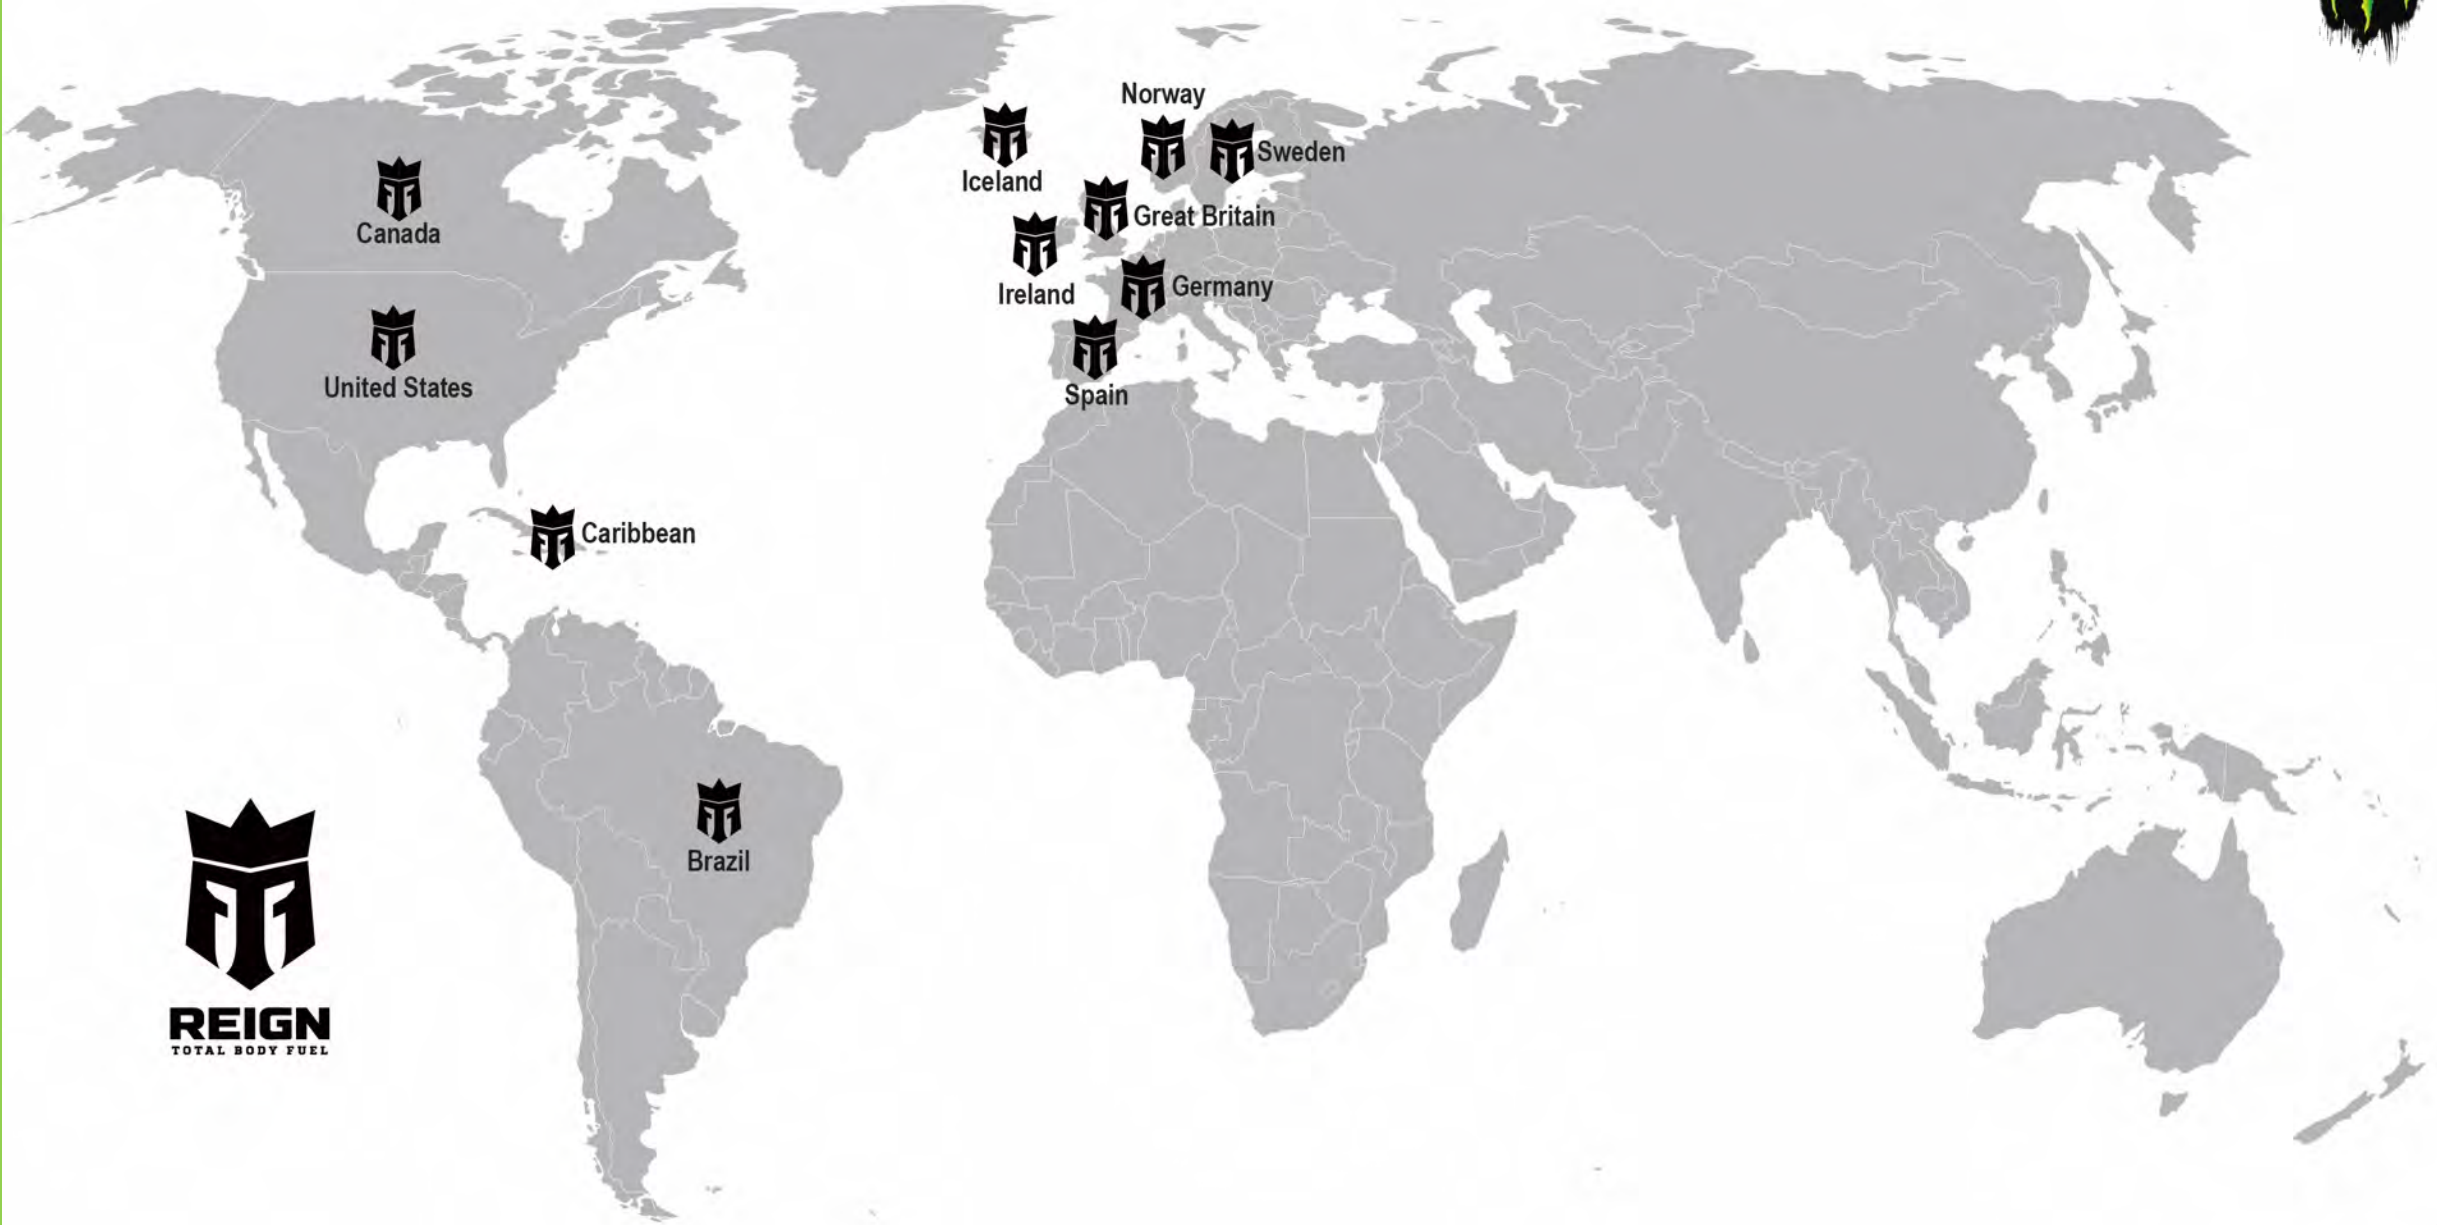 Norway
Sweden
Iceland
Great Britain
Canada
Ireland
Germany
United States
Spain
Caribbean
Brazil
REIGN
TOTAL BODY FUEL